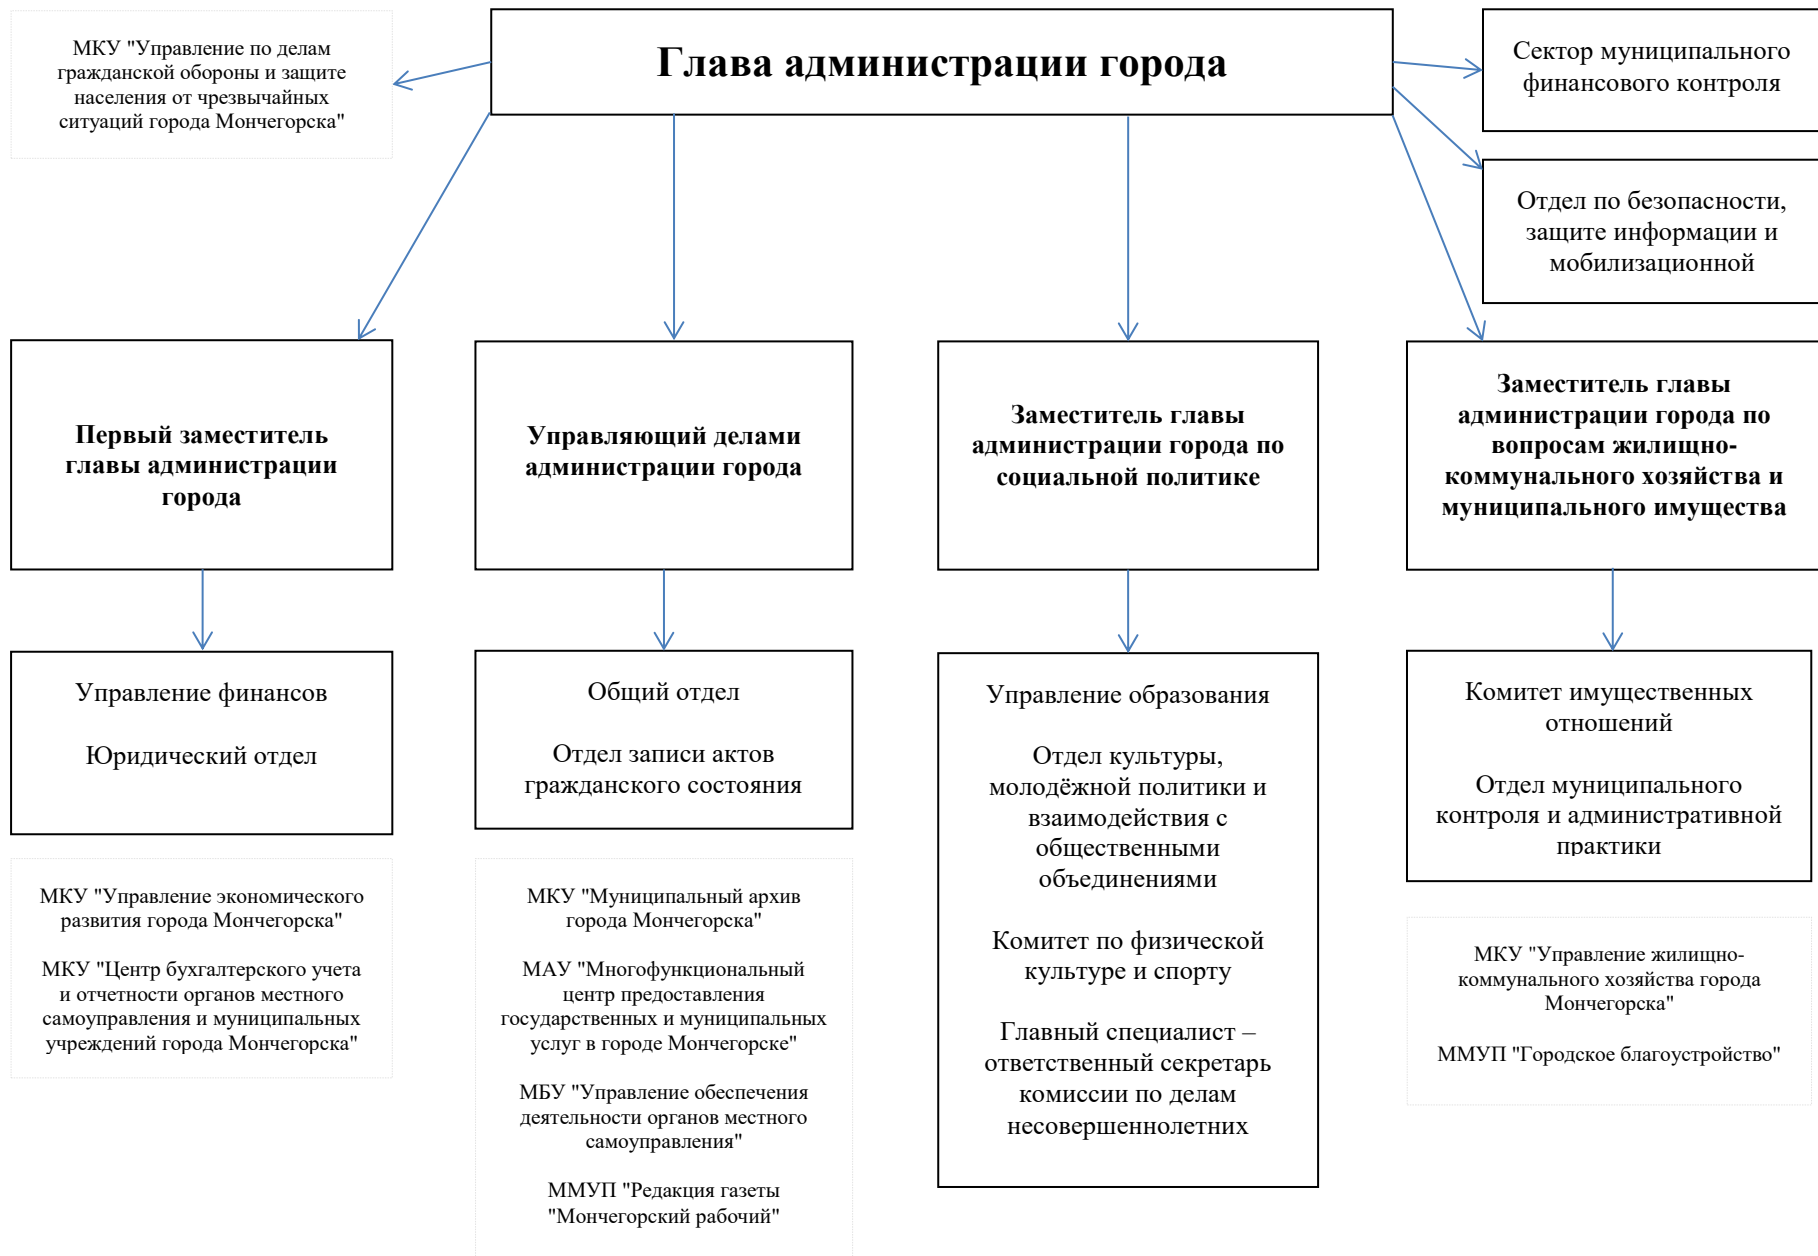 МКУ "Управление по делам
гражданской обороны и защите
населения от чрезвычайных
ситуаций города Мончегорска"
Глава администрации города
Сектор муниципального
финансового контроля
Отдел по безопасности,
защите информации и
мобилизационной
Первый заместитель
главы администрации
города
Управляющий делами
администрации города
Заместитель главы
администрации города по
социальной политике
Заместитель главы
администрации города по
вопросам жилищно-
коммунального хозяйства и
муниципального имущества
Управление финансов
Юридический отдел
Общий отдел
Отдел записи актов
гражданского состояния
Управление образования
Отдел культуры,
молодёжной политики и
взаимодействия с
общественными
объединениями
Комитет по физической
культуре и спорту
Главный специалист –
ответственный секретарь
комиссии по делам
несовершеннолетних
Комитет имущественных
отношений
Отдел муниципального
контроля и административной
практики
МКУ "Управление экономического
развития города Мончегорска"
МКУ "Центр бухгалтерского учета
и отчетности органов местного
самоуправления и муниципальных
учреждений города Мончегорска"
МКУ "Муниципальный архив
города Мончегорска"
МАУ "Многофункциональный
центр предоставления
государственных и муниципальных
услуг в городе Мончегорске"
МБУ "Управление обеспечения
деятельности органов местного
самоуправления"
ММУП "Редакция газеты
"Мончегорский рабочий"
МКУ "Управление жилищно-
коммунального хозяйства города
Мончегорска"
ММУП "Городское благоустройство"